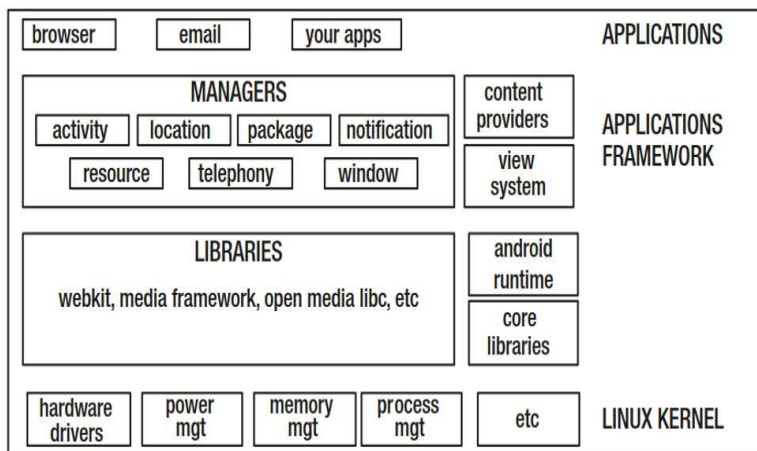 browser
email
your apps
APPLICATIONS
MANAGERS
activity
location
package
notification
resource
telephony
window
content
providers
view
system
APPLICATIONS
FRAMEWORK
LIBRARIES
webkit, media framework, open media libc, etc
android
runtime
core
libraries
hardware
drivers
power
mgt
memory
mgt
process
mgt
etc
LINUX KERNEL